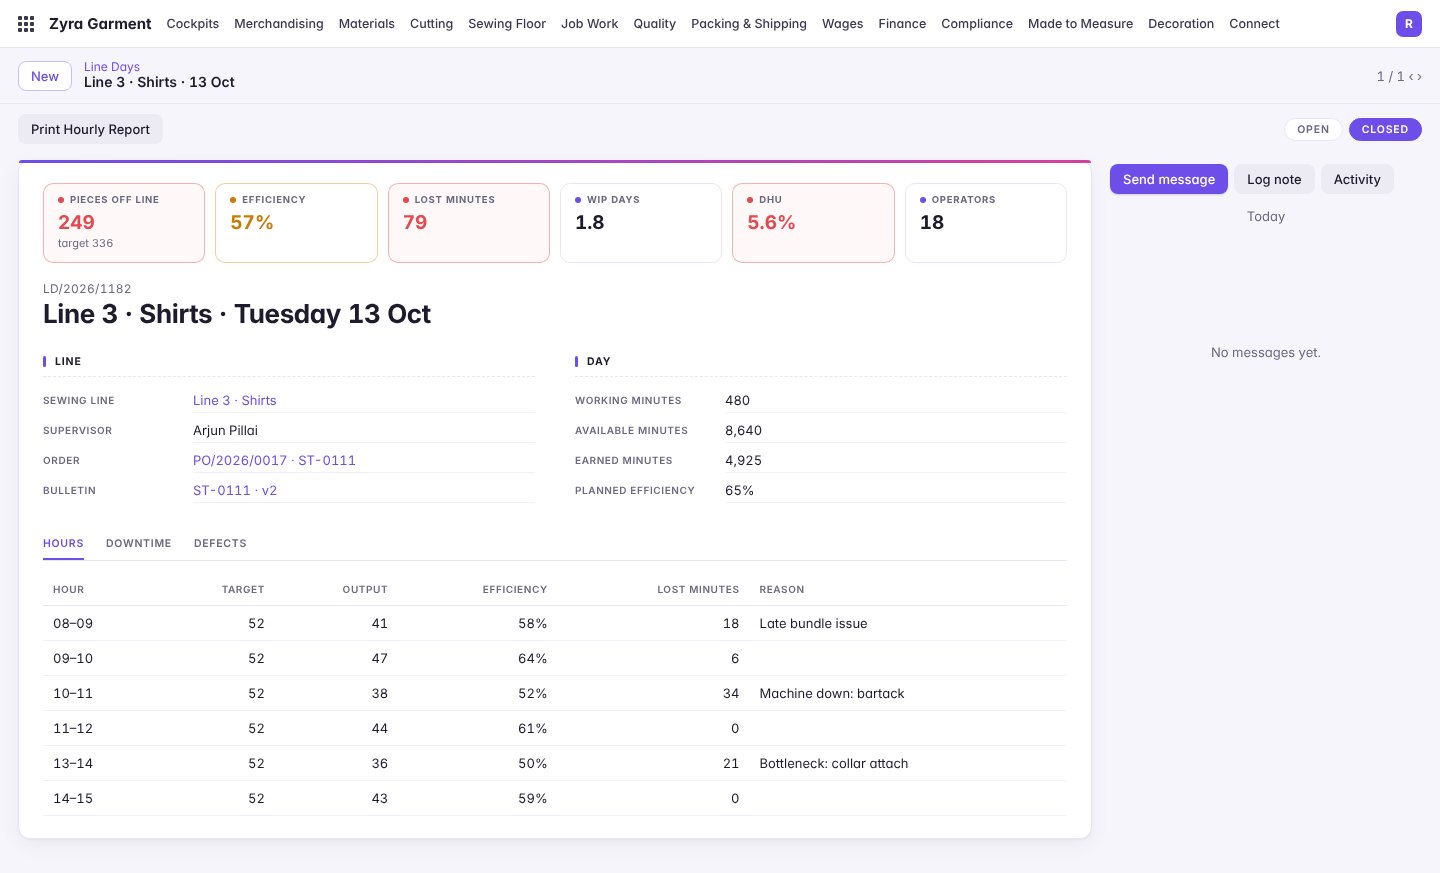 Zyra Garment Cockpits Merchandising Materials Cutting Sewing Floor Job Work Quality Packing & Shipping Wages Finance Compliance Made to Measure Decoration Connect R
New
Line Days
Line 3 · Shirts · 13 Oct
1 / 1 ‹ ›
Print Hourly Report
OPEN CLOSED
PIECES OFF LINE
249
target 336
EFFICIENCY
57%
LOST MINUTES
79
WIP DAYS
1.8
DHU
5.6%
OPERATORS
18
Send message Log note Activity
Today
No messages yet.
LD/2026/1182
Line 3 · Shirts · Tuesday 13 Oct
LINE
SEWING LINE Line 3 · Shirts
SUPERVISOR Arjun Pillai
ORDER PO/2026/0017 · ST-0111
BULLETIN ST-0111 · v2
DAY
WORKING MINUTES 480
AVAILABLE MINUTES 8,640
EARNED MINUTES 4,925
PLANNED EFFICIENCY 65%
HOURS DOWNTIME DEFECTS
HOUR TARGET OUTPUT EFFICIENCY LOST MINUTES REASON
08–09 52 41 58% 18 Late bundle issue
09–10 52 47 64% 6
10–11 52 38 52% 34 Machine down: bartack
11–12 52 44 61% 0
13–14 52 36 50% 21 Bottleneck: collar attach
14–15 52 43 59% 0